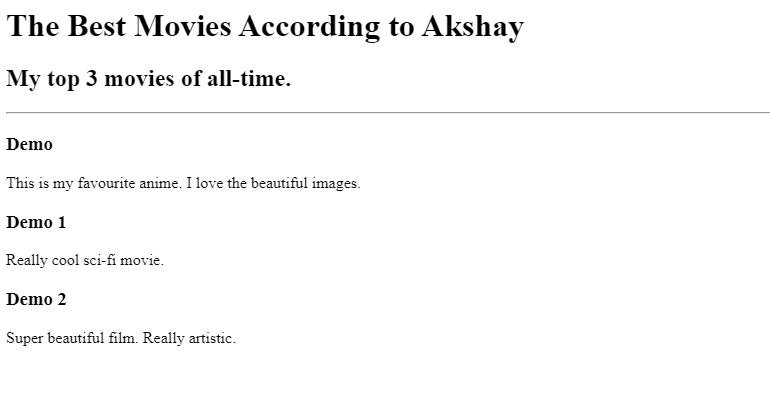 The Best Movies According to Akshay
My top 3 movies of all-time.
Demo
This is my favourite anime. I love the beautiful images.
Demo 1
Really cool sci-fi movie.
Demo 2
Super beautiful film. Really artistic.